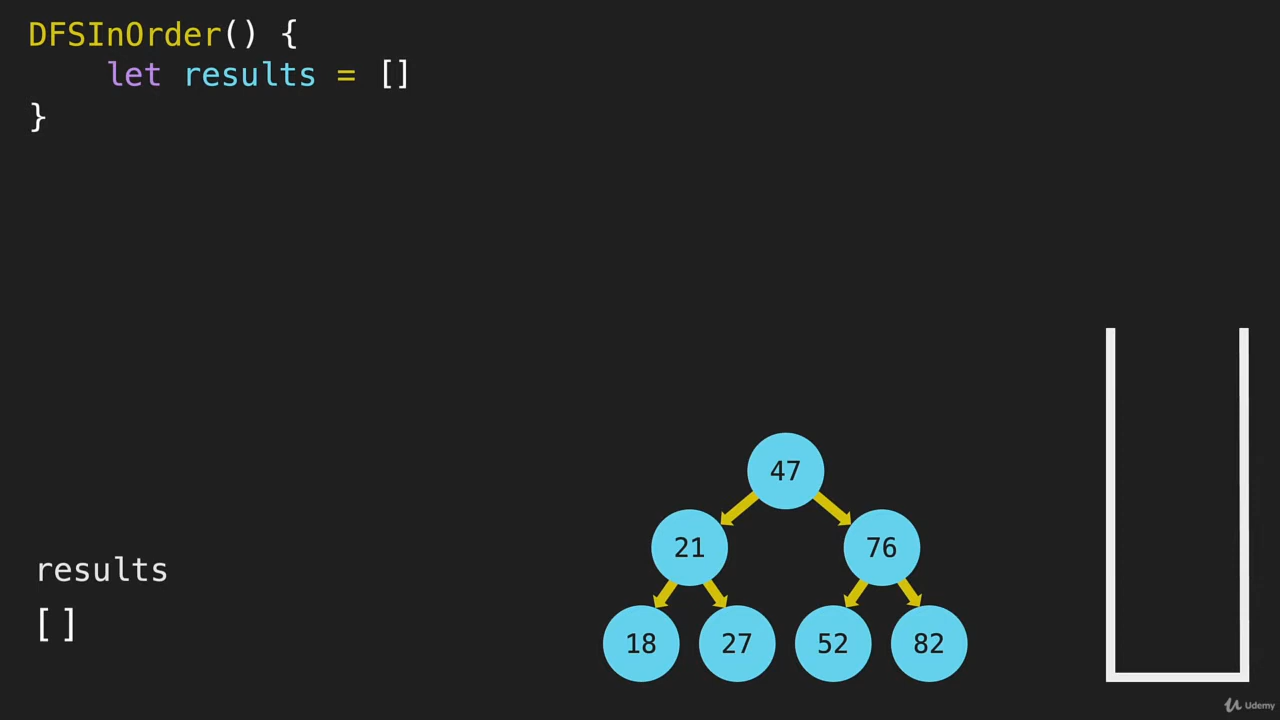 DFSInOrder() {
let results = []
}
47
21 76
18 27 52 82
results
[]
Udemy